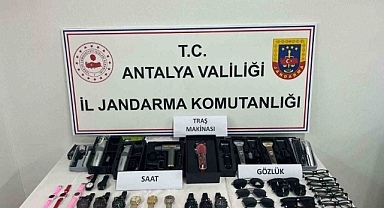 T.C.
ANTALYA VALİLİĞİ
İL JANDARMA KOMUTANLIĞI
TRAŞ
MAKİNASI
SAAT
GÖZLÜK